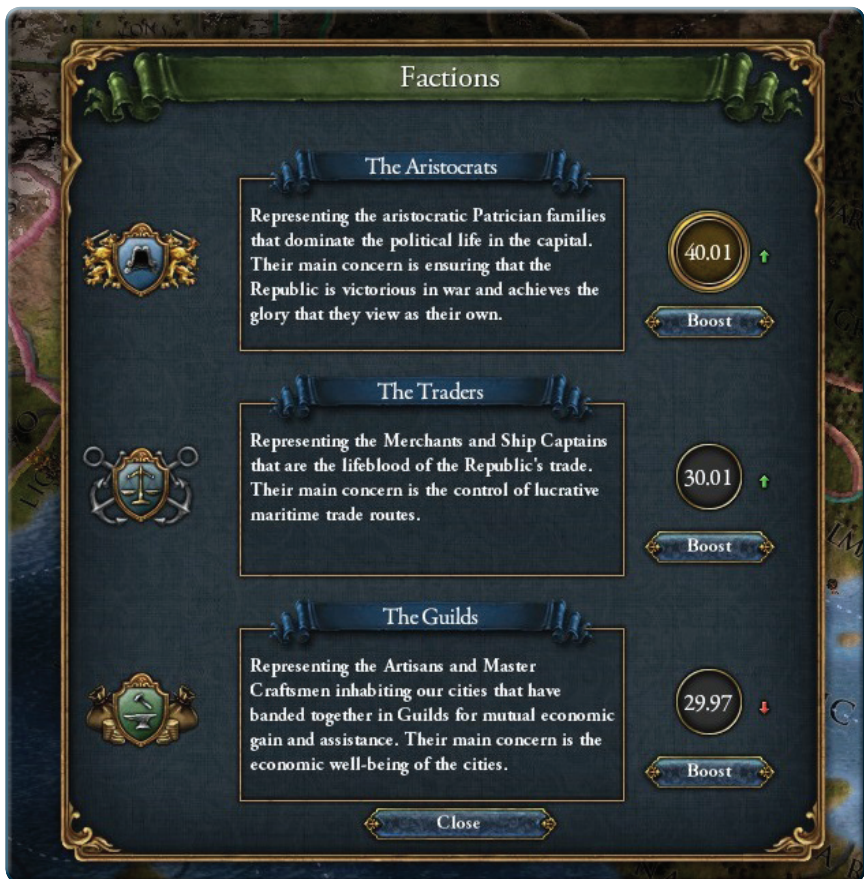 Factions
The Aristocrats
Representing the aristocratic Patrician families
that dominate the political life in the capital.
Their main concern is ensuring that the
Republic is victorious in war and achieves the
glory that they view as their own.
40.01
Boost
The Traders
Representing the Merchants and Ship Captains
that are the lifeblood of the Republic's trade.
Their main concern is the control of lucrative
maritime trade routes.
30.01
Boost
The Guilds
Representing the Artisans and Master
Craftsmen inhabiting our cities that have
banded together in Guilds for mutual economic
gain and assistance. Their main concern is the
economic well-being of the cities.
29.97
Boost
Close